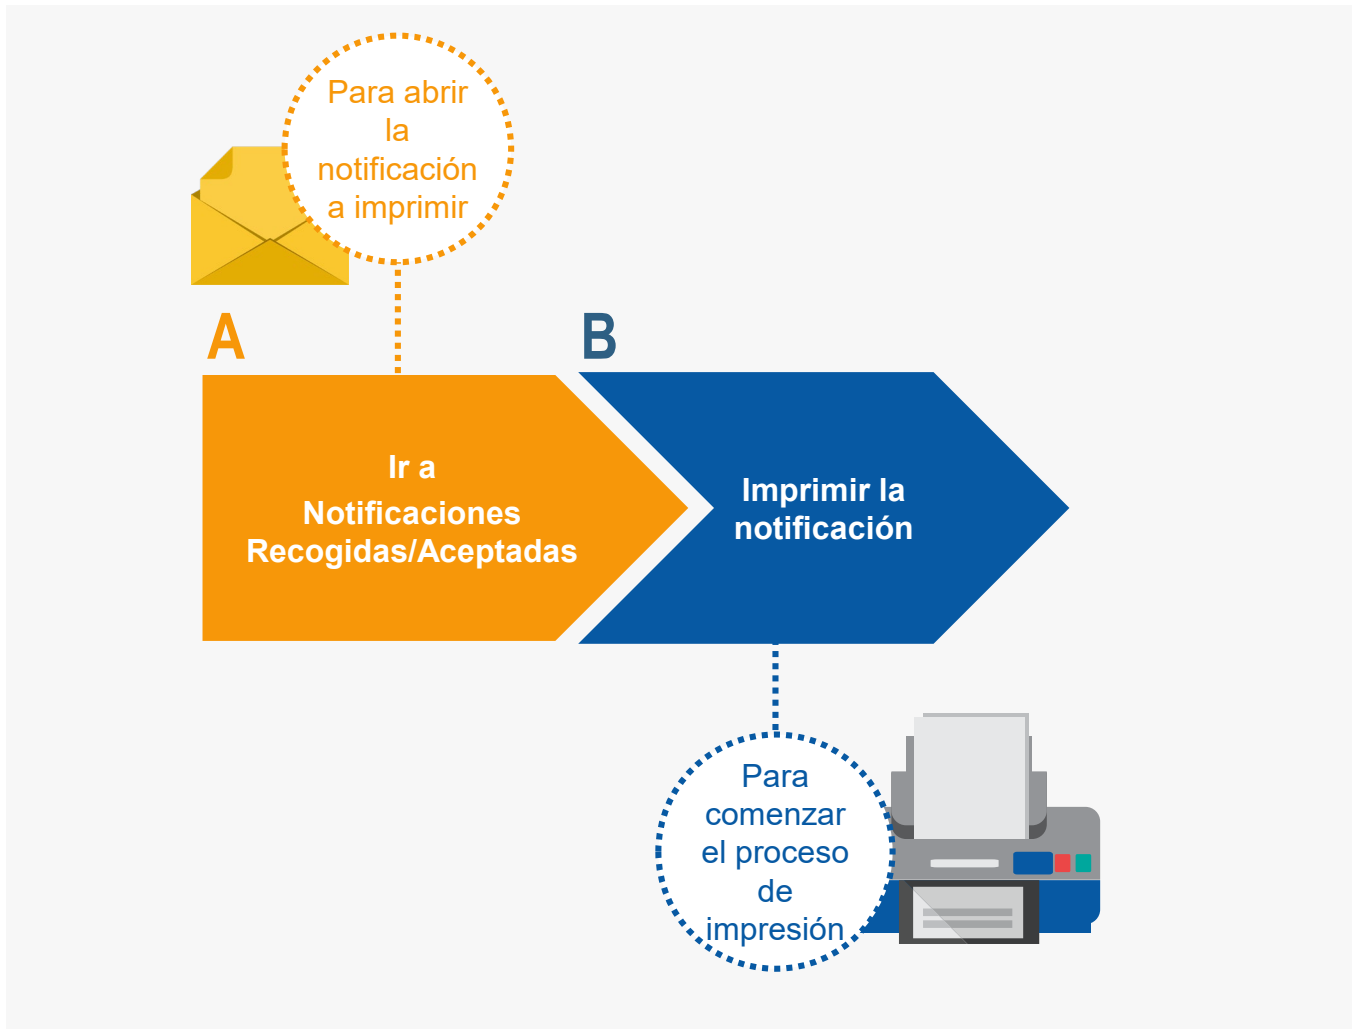 Para abrir
la
notificación
a imprimir
A
B
Ir a
Notificaciones
Recogidas/Aceptadas
Imprimir la
notificación
Para
comenzar
el proceso
de
impresión